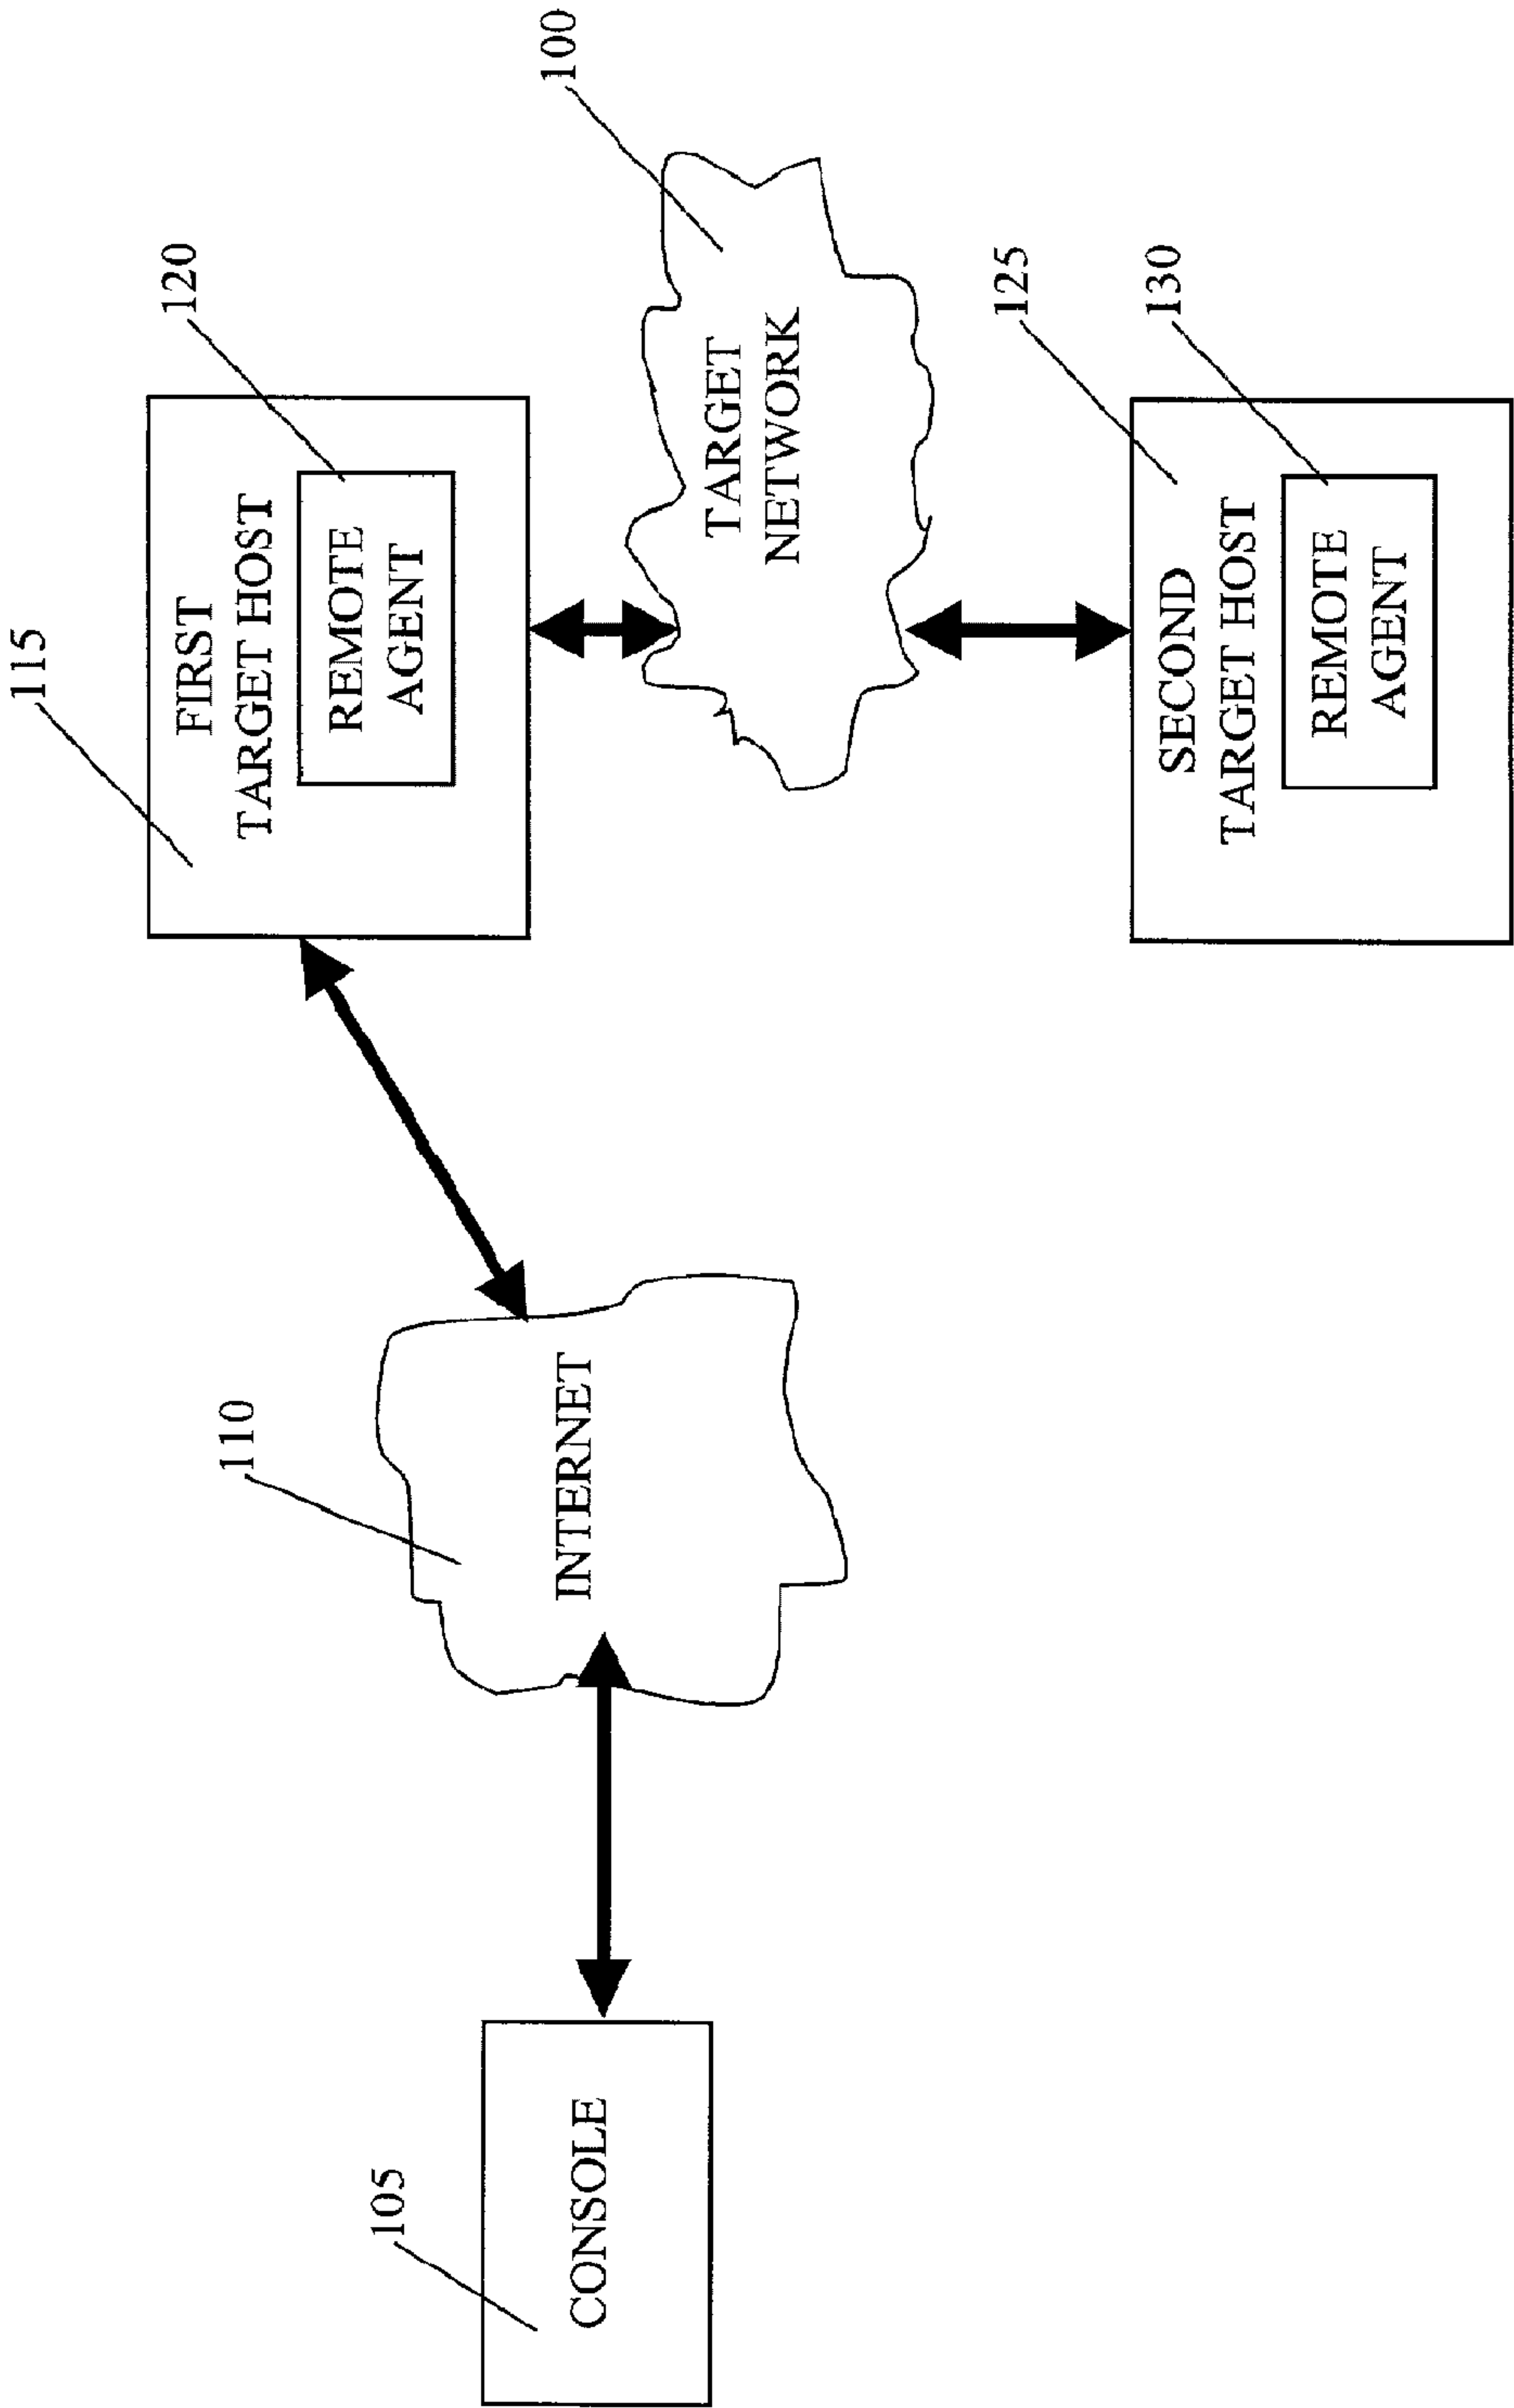 115
FIRST
TARGET HOST
120
REMOTE
AGENT
110
INTERNET
105
CONSOLE
100
TARGET
NETWORK
125
SECOND
TARGET HOST
130
REMOTE
AGENT